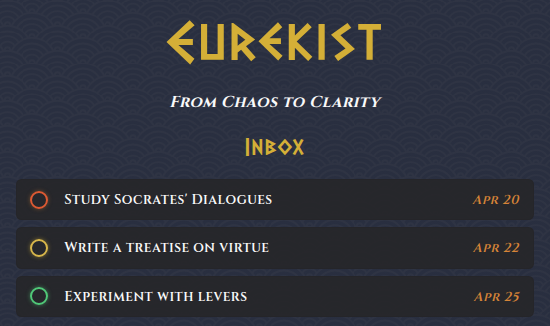 EUREKIST
From Chaos to Clarity
Inbox
Study Socrates' Dialogues Apr 20
Write a treatise on virtue Apr 22
Experiment with levers Apr 25